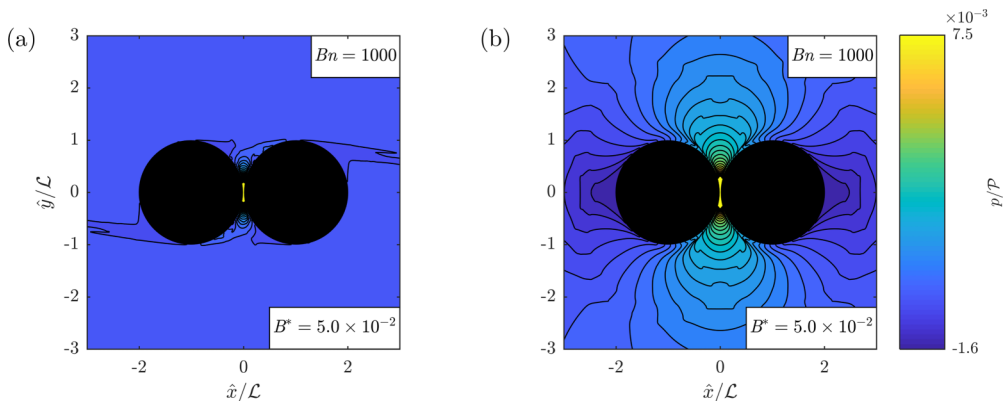 (a)
Bn = 1000
3
2
1
0
-1
-2
-3
ŷ/ℒ
B* = 5.0 × 10⁻²
-2
0
2
x̂/ℒ
(b)
Bn = 1000
3
2
1
0
-1
-2
-3
B* = 5.0 × 10⁻²
-2
0
2
x̂/ℒ
×10⁻³
7.5
p/𝒫
-1.6